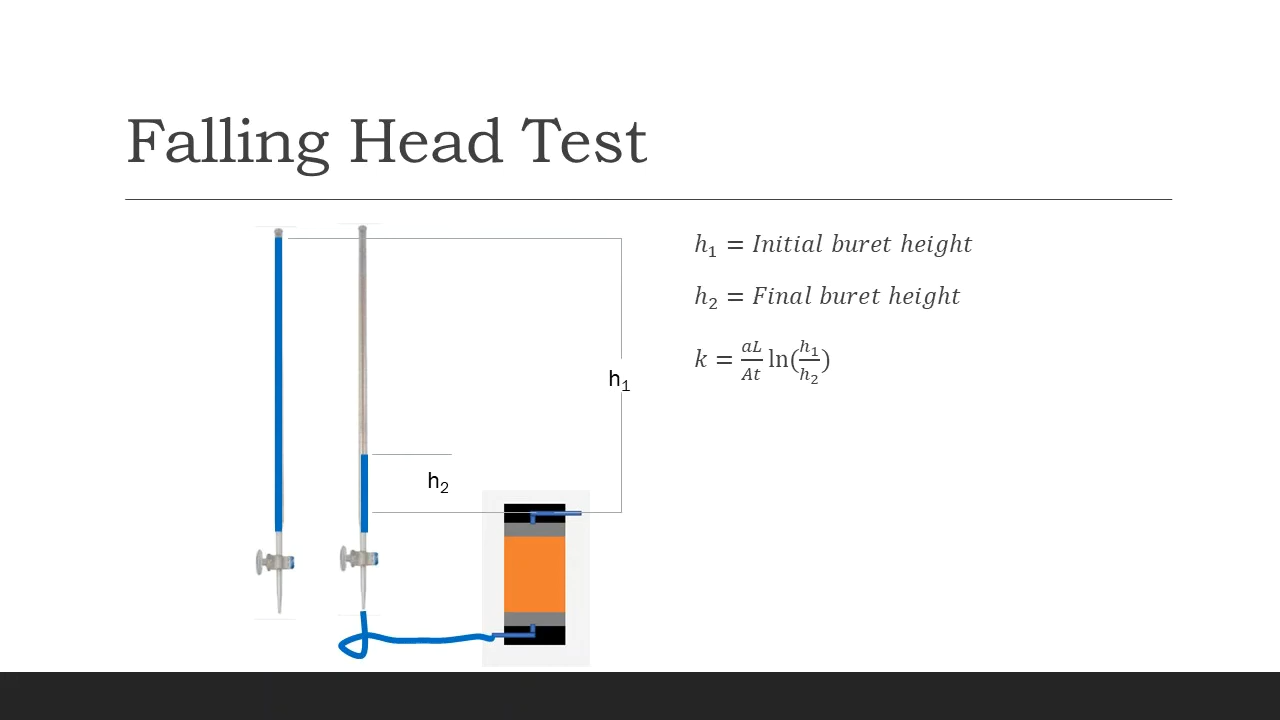 Falling Head Test
h₁ = Initial buret height
h₂ = Final buret height
k = aL/At ln(h₁/h₂)
h₁
h₂